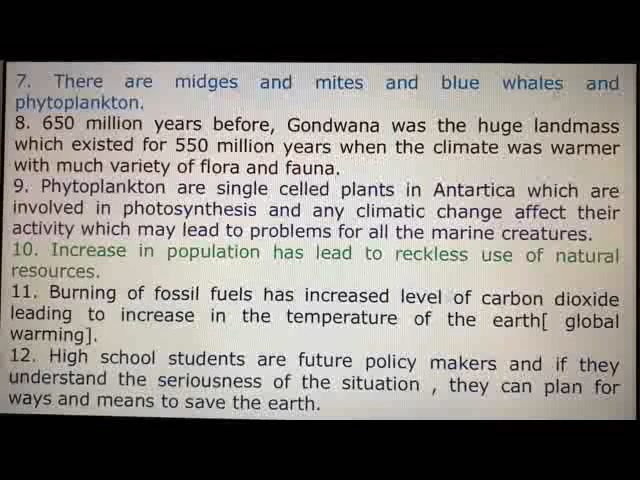 7. There are midges and mites and blue whales and
phytoplankton.
8. 650 million years before, Gondwana was the huge landmass
which existed for 550 million years when the climate was warmer
with much variety of flora and fauna.
9. Phytoplankton are single celled plants in Antartica which are
involved in photosynthesis and any climatic change affect their
activity which may lead to problems for all the marine creatures.
10. Increase in population has lead to reckless use of natural
resources.
11. Burning of fossil fuels has increased level of carbon dioxide
leading to increase in the temperature of the earth[ global
warming].
12. High school students are future policy makers and if they
understand the seriousness of the situation , they can plan for
ways and means to save the earth.